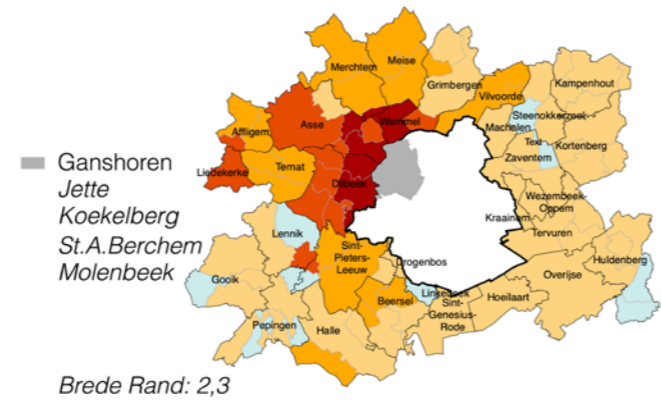 Merchtem
Meise
Grimbergen
Vilvoorde
Kampenhout
Steenokkerzeel
Machelen
Asse
Wemmel
Affligem
Text
Kortenberg
Zaventem
Ganshoren
Liedekerke
Ternat
Dilbeek
Jette
Koekelberg
Wezembeek-
Oppem
Kraainem
Tervuren
Lennik
St.A.Berchem
Sint-
Pieters-
Leeuw
Drogenbos
Huldenberg
Molenbeek
Gooik
Overijse
Linkebeek
Hoeilaart
Beersel
Sint-
Genesius-
Rode
Pepingen
Halle
Brede Rand: 2,3